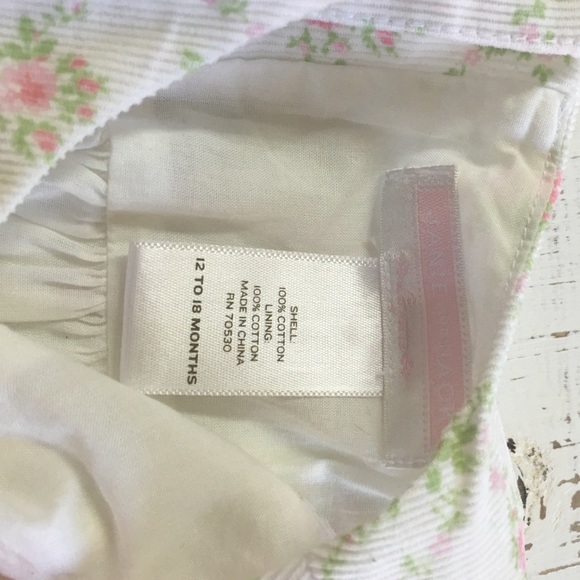 SHELL:
100% COTTON
LINING:
100% COTTON
MADE IN CHINA
RN 70530
12 TO 18 MONTHS